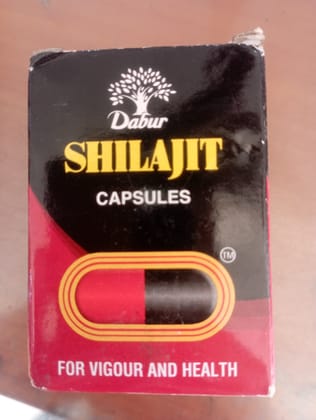 Dabur
SHILAJIT
CAPSULES
TM
FOR VIGOUR AND HEALTH